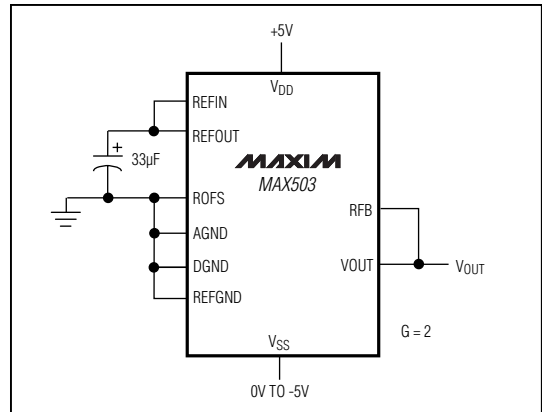 +5V
VDD
REFIN
REFOUT
+
33µF
MAXIM
MAX503
ROFS
RFB
AGND
DGND
VOUT
VOUT
REFGND
G = 2
VSS
0V TO -5V